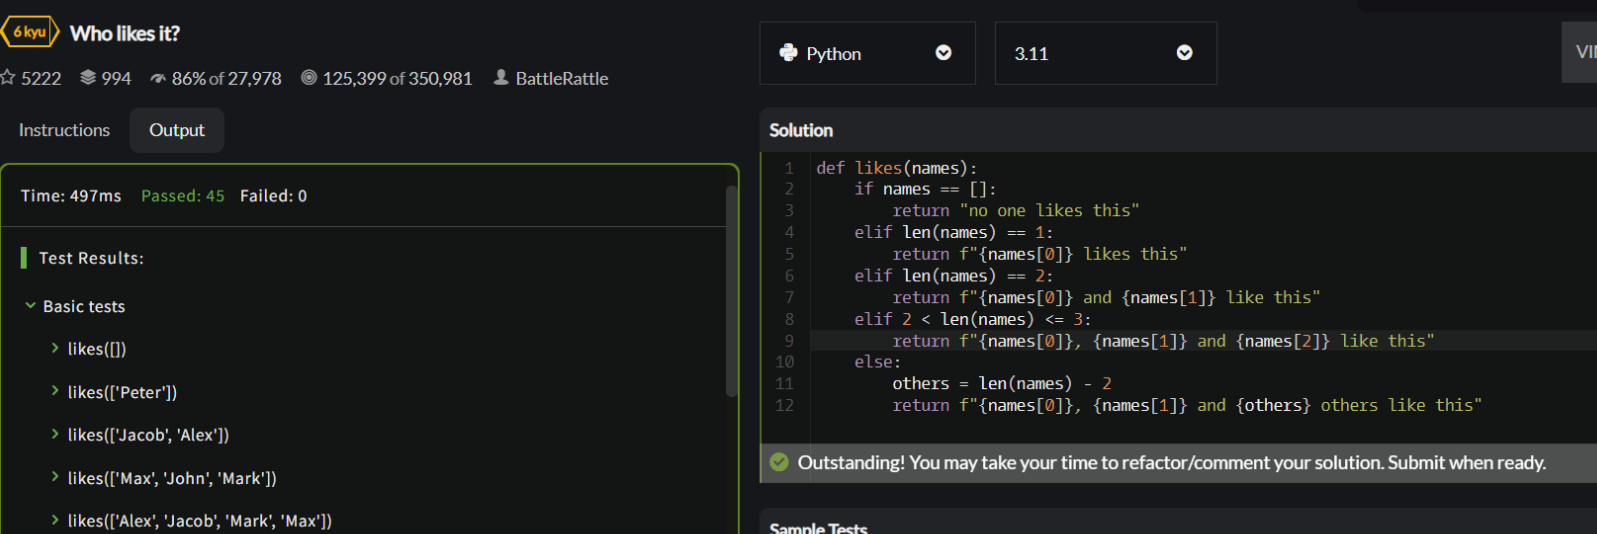 6 kyu Who likes it?
5222 994 86% of 27,978 125,399 of 350,981 BattleRattle
Instructions Output
Time: 497ms Passed: 45 Failed: 0
Test Results:
Basic tests
likes([])
likes(['Peter'])
likes(['Jacob', 'Alex'])
likes(['Max', 'John', 'Mark'])
likes(['Alex', 'Jacob', 'Mark', 'Max'])
Python 3.11
Solution
1 def likes(names):
2     if names == []:
3         return "no one likes this"
4     elif len(names) == 1:
5         return f"{names[0]} likes this"
6     elif len(names) == 2:
7         return f"{names[0]} and {names[1]} like this"
8     elif 2 < len(names) <= 3:
9         return f"{names[0]}, {names[1]} and {names[2]} like this"
10     else:
11         others = len(names) - 2
12         return f"{names[0]}, {names[1]} and {others} others like this"
Outstanding! You may take your time to refactor/comment your solution. Submit when ready.
Sample Tests